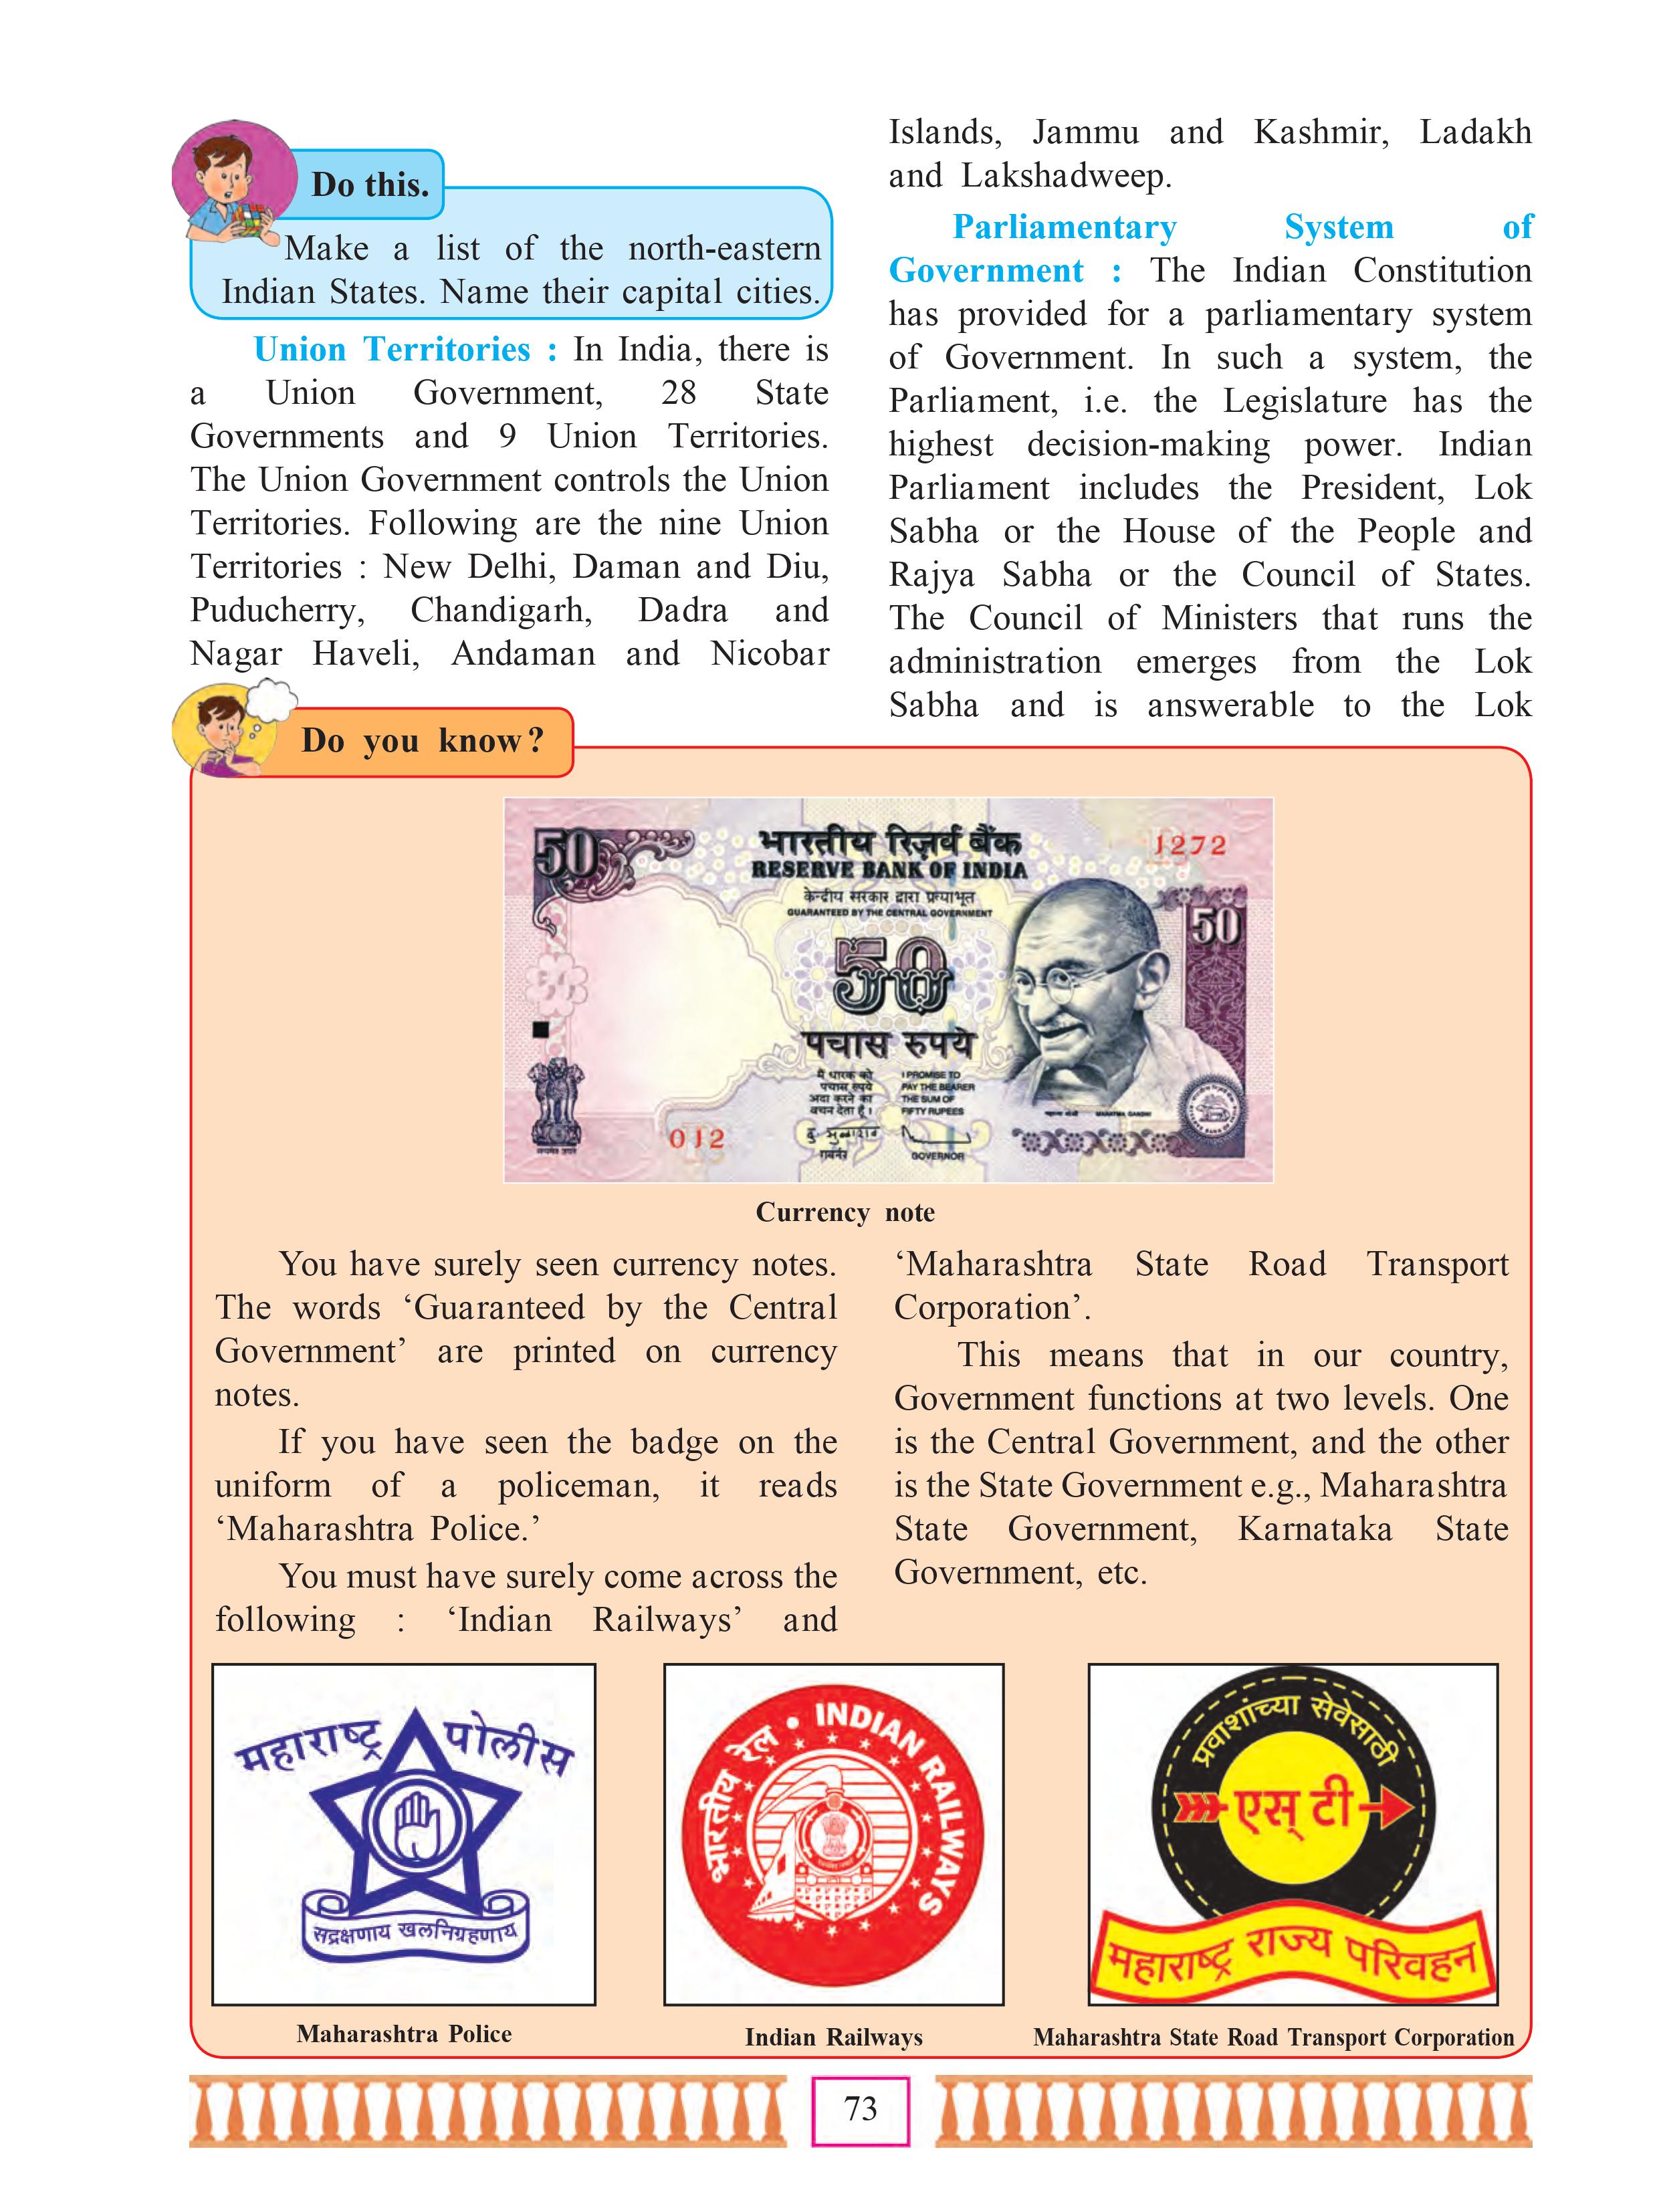 Do this.
Make a list of the north-eastern
Indian States. Name their capital cities.
Union Territories : In India, there is
a Union Government, 28 State
Governments and 9 Union Territories.
The Union Government controls the Union
Territories. Following are the nine Union
Territories : New Delhi, Daman and Diu,
Puducherry, Chandigarh, Dadra and
Nagar Haveli, Andaman and Nicobar
Islands, Jammu and Kashmir, Ladakh
and Lakshadweep.
Parliamentary System of
Government : The Indian Constitution
has provided for a parliamentary system
of Government. In such a system, the
Parliament, i.e. the Legislature has the
highest decision-making power. Indian
Parliament includes the President, Lok
Sabha or the House of the People and
Rajya Sabha or the Council of States.
The Council of Ministers that runs the
administration emerges from the Lok
Sabha and is answerable to the Lok
Do you know?
50
भारतीय रिज़र्व बैंक
RESERVE BANK OF INDIA
1272
केन्द्रीय सरकार द्वारा प्रत्याभूत
GUARANTEED BY THE CENTRAL GOVERNMENT
50
50
पचास रुपये
मैं धारक को
पचास रुपये
अदा करने का
वचन देता हूँ।
I PROMISE TO
PAY THE BEARER
THE SUM OF
FIFTY RUPEES
MAHATMA GANDHI
012
गवर्नर
GOVERNOR
Currency note
You have surely seen currency notes.
The words ‘Guaranteed by the Central
Government’ are printed on currency
notes.
If you have seen the badge on the
uniform of a policeman, it reads
‘Maharashtra Police.’
You must have surely come across the
following : ‘Indian Railways’ and
‘Maharashtra State Road Transport
Corporation’.
This means that in our country,
Government functions at two levels. One
is the Central Government, and the other
is the State Government e.g., Maharashtra
State Government, Karnataka State
Government, etc.
महाराष्ट्र पोलीस
सद्रक्षणाय खलनिग्रहणाय
Maharashtra Police
भारतीय रेल • INDIAN RAILWAYS
Indian Railways
प्रवाशांच्या सेवेसाठी
एस् टी
महाराष्ट्र राज्य परिवहन
Maharashtra State Road Transport Corporation
73